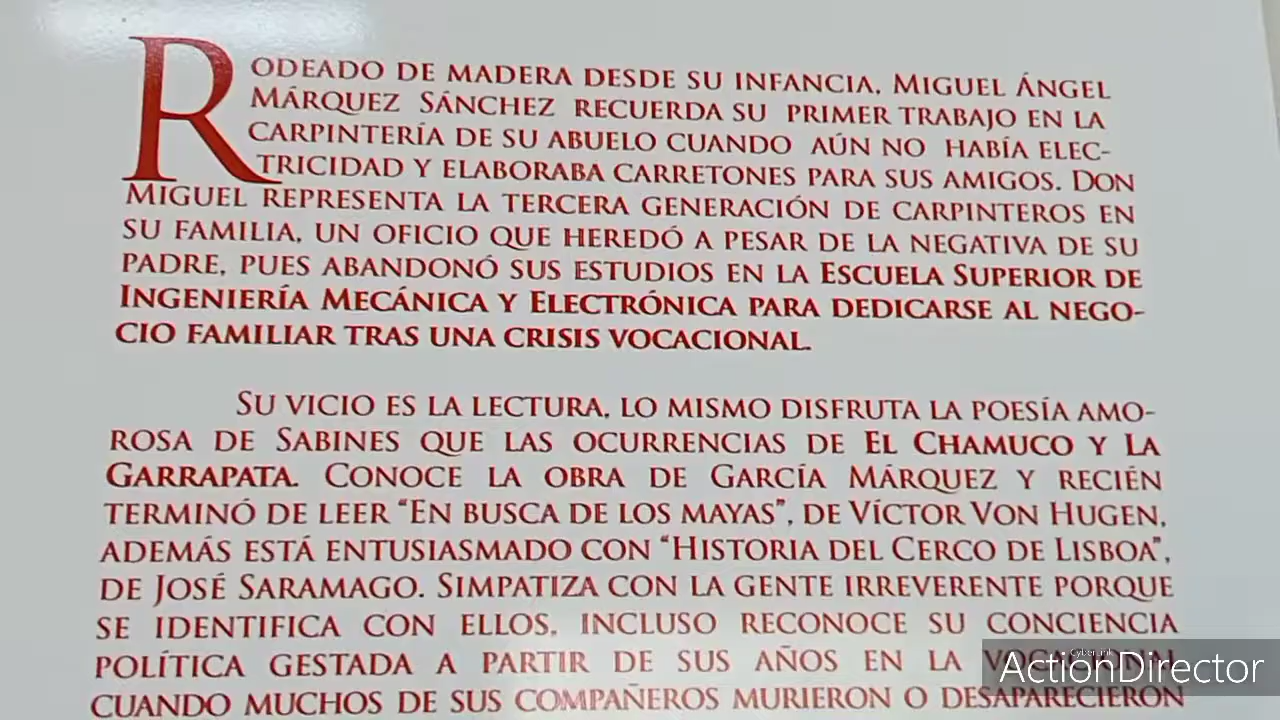 RODEADO DE MADERA DESDE SU INFANCIA, MIGUEL ÁNGEL
MÁRQUEZ SÁNCHEZ RECUERDA SU PRIMER TRABAJO EN LA
CARPINTERÍA DE SU ABUELO CUANDO AÚN NO HABÍA ELEC-
TRICIDAD Y ELABORABA CARRETONES PARA SUS AMIGOS. DON
MIGUEL REPRESENTA LA TERCERA GENERACIÓN DE CARPINTEROS EN
SU FAMILIA, UN OFICIO QUE HEREDÓ A PESAR DE LA NEGATIVA DE SU
PADRE, PUES ABANDONÓ SUS ESTUDIOS EN LA ESCUELA SUPERIOR DE
INGENIERÍA MECÁNICA Y ELECTRÓNICA PARA DEDICARSE AL NEGO-
CIO FAMILIAR TRAS UNA CRISIS VOCACIONAL.
SU VICIO ES LA LECTURA, LO MISMO DISFRUTA LA POESÍA AMO-
ROSA DE SABINES QUE LAS OCURRENCIAS DE EL CHAMUCO Y LA
GARRAPATA. CONOCE LA OBRA DE GARCÍA MÁRQUEZ Y RECIÉN
TERMINÓ DE LEER "EN BUSCA DE LOS MAYAS", DE VÍCTOR VON HUGEN,
ADEMÁS ESTÁ ENTUSIASMADO CON "HISTORIA DEL CERCO DE LISBOA",
DE JOSÉ SARAMAGO. SIMPATIZA CON LA GENTE IRREVERENTE PORQUE
SE IDENTIFICA CON ELLOS, INCLUSO RECONOCE SU CONCIENCIA
POLÍTICA GESTADA A PARTIR DE SUS AÑOS EN LA
CUANDO MUCHOS DE SUS COMPAÑEROS MURIERON O DESAPARECIERON
CyberLink
ActionDirector